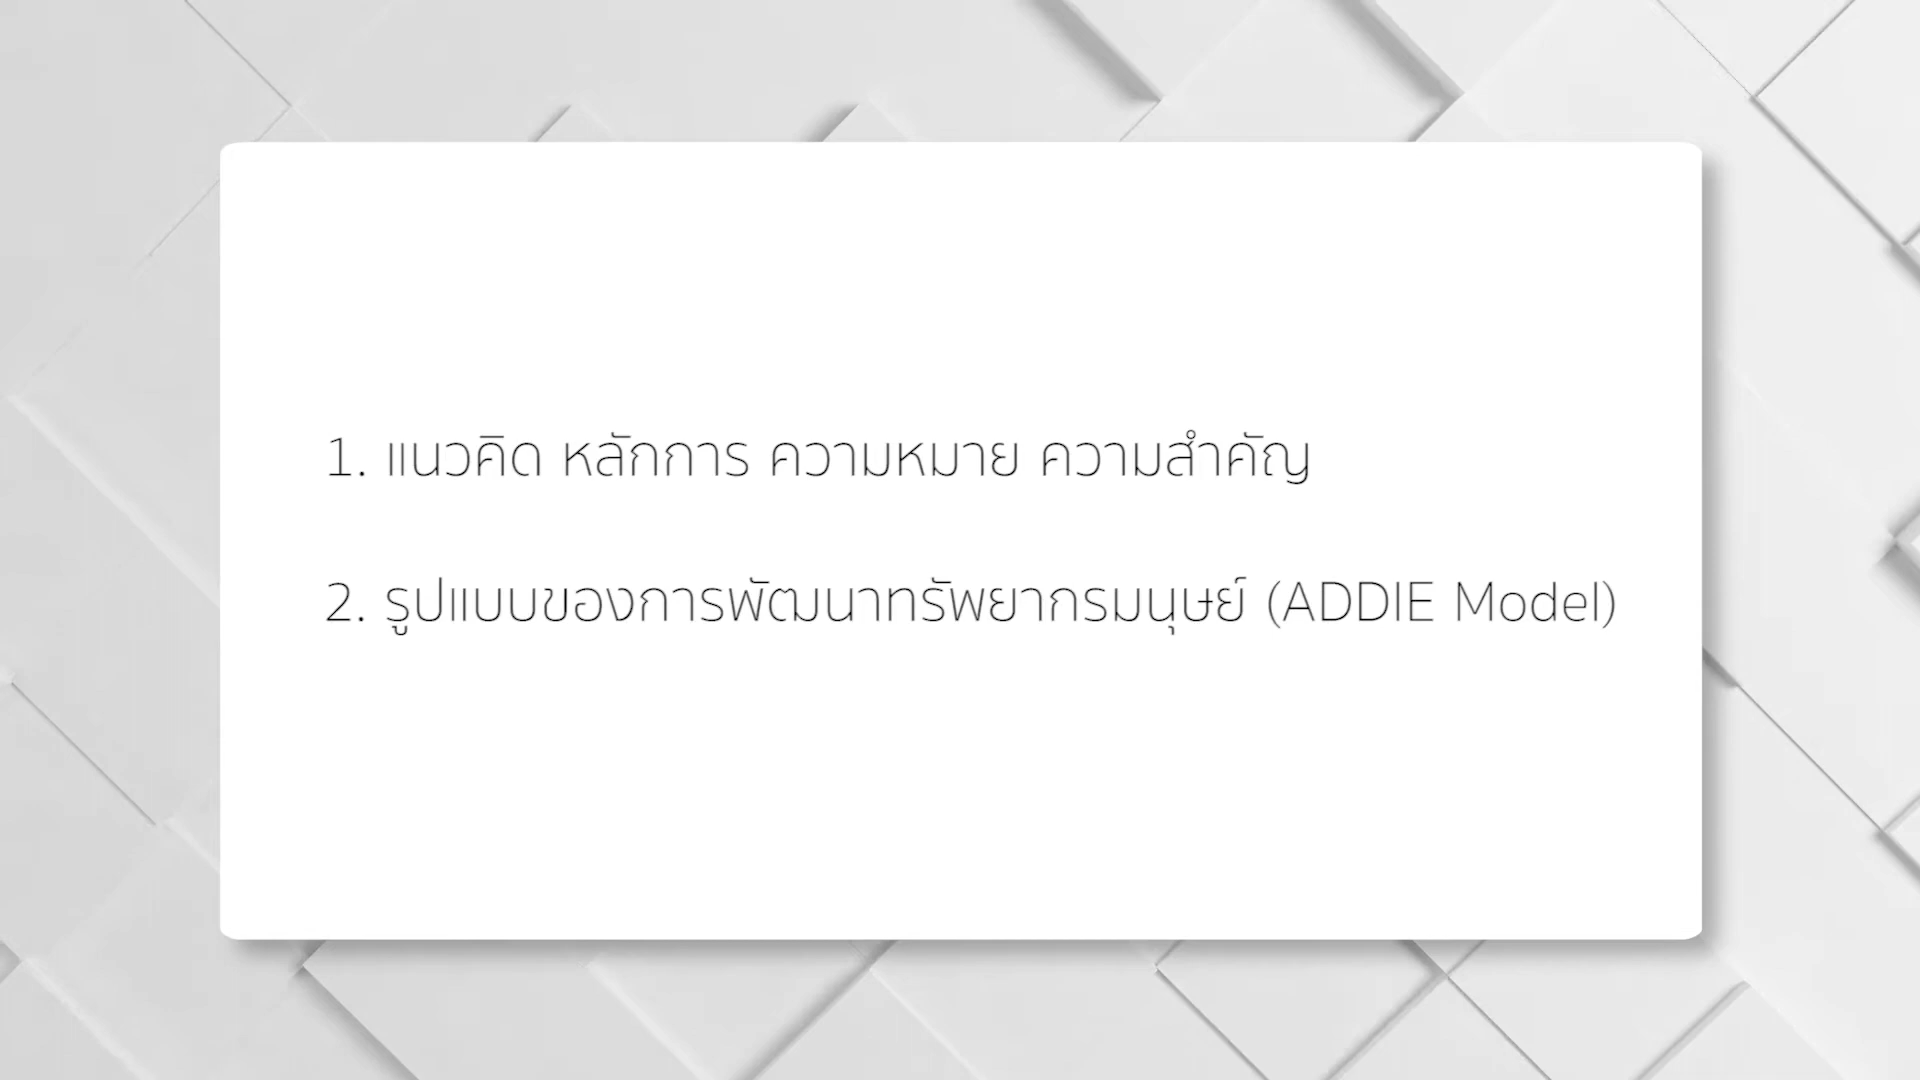 1. แนวคิด หลักการ ความหมาย ความสำคัญ
2. รูปแบบของการพัฒนาทรัพยากรมนุษย์ (ADDIE Model)